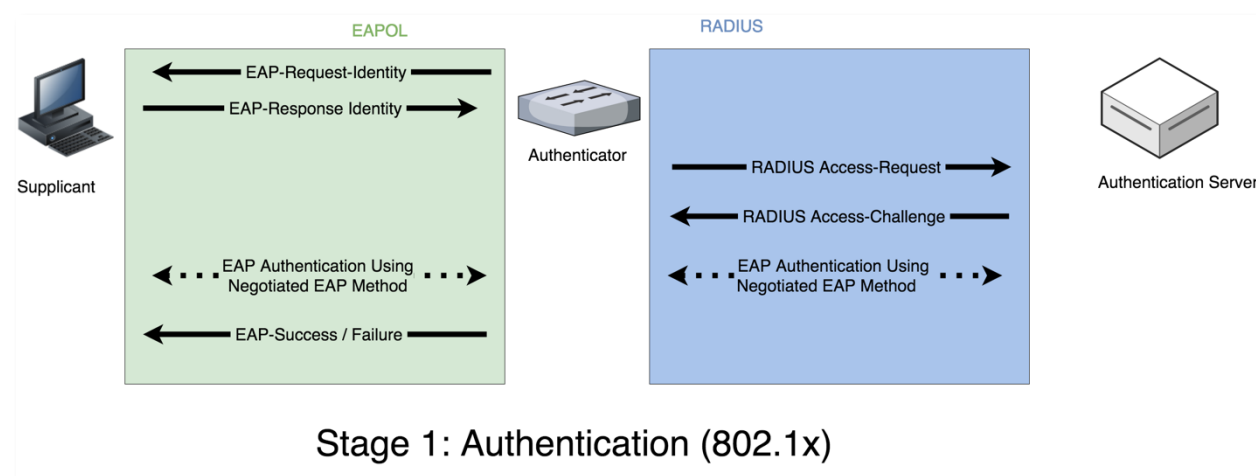 EAPOL
RADIUS
EAP-Request-Identity
EAP-Response Identity
Supplicant
Authenticator
RADIUS Access-Request
Authentication Server
RADIUS Access-Challenge
EAP Authentication Using
Negotiated EAP Method
EAP Authentication Using
Negotiated EAP Method
EAP-Success / Failure
Stage 1: Authentication (802.1x)